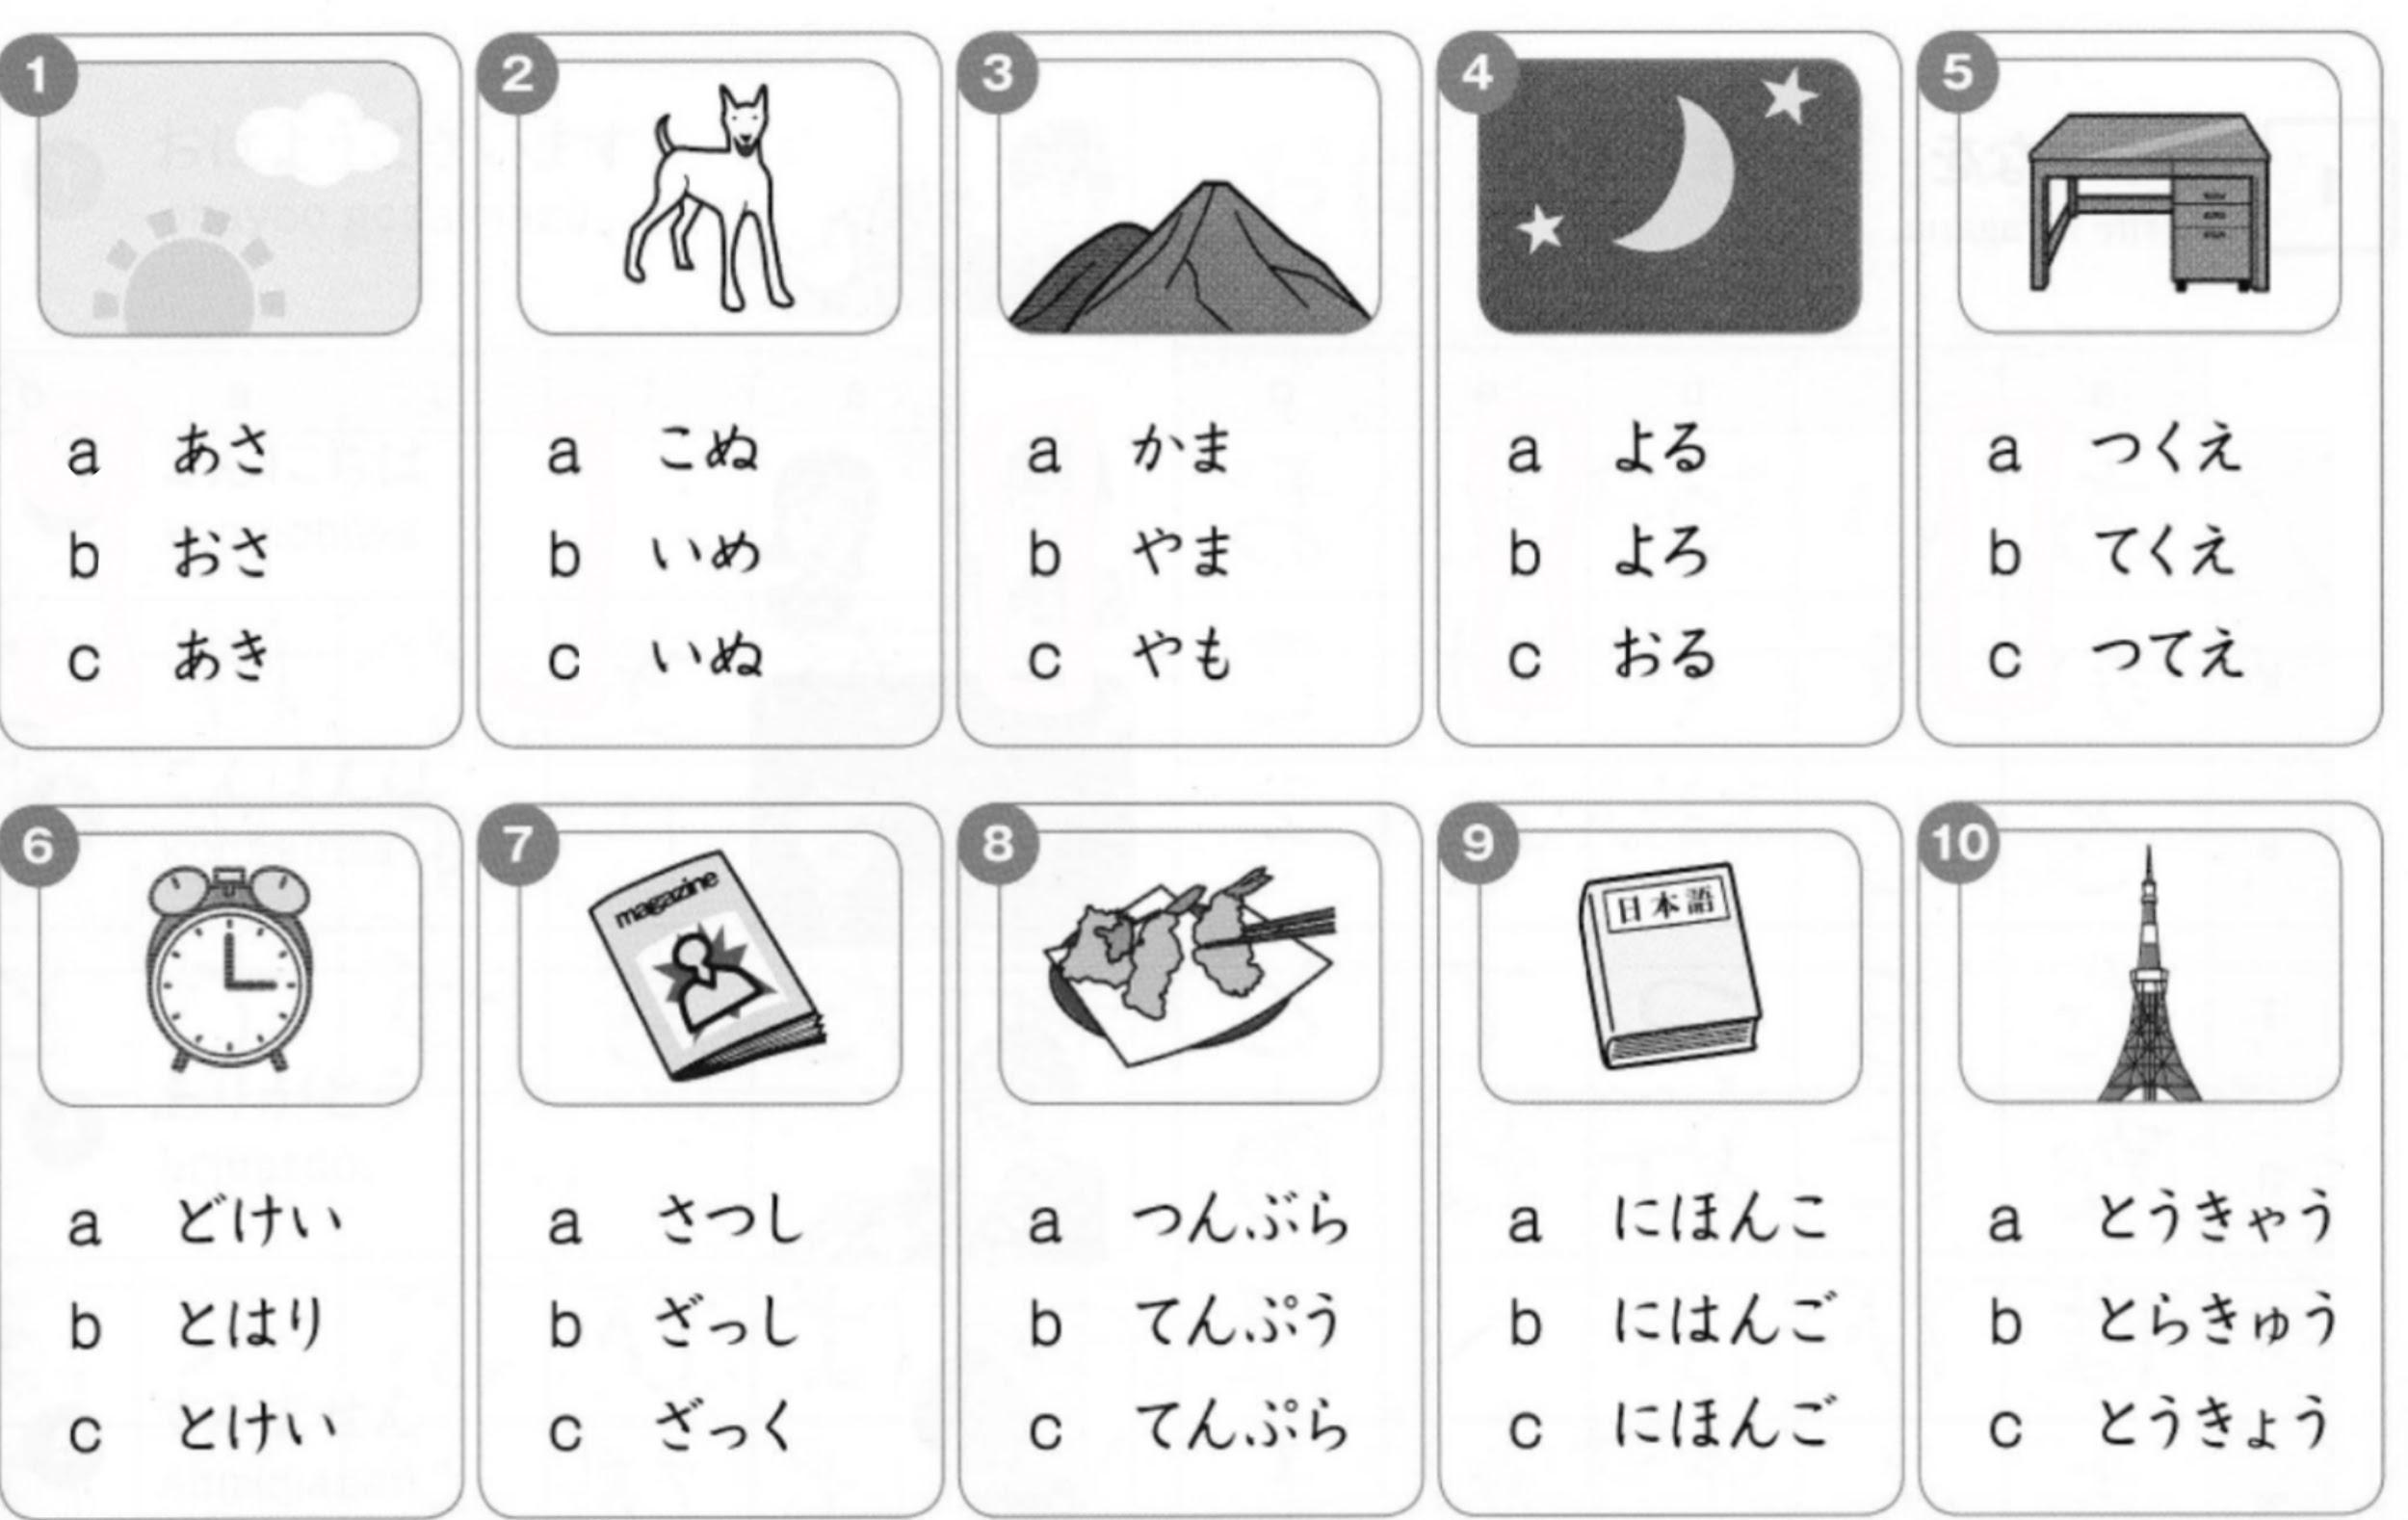 1
a あさ
b おさ
c あき
2
a こぬ
b いめ
c いぬ
3
a かま
b やま
c やも
4
a よる
b よろ
c おる
5
a つくえ
b てくえ
c つてえ
6
a どけい
b とはり
c とけい
7
magazine
a さつし
b ざっし
c ざっく
8
a つんぶら
b てんぷう
c てんぷら
9
日本語
a にほんこ
b にはんご
c にほんご
10
a とうきゃう
b とらきゅう
c とうきょう